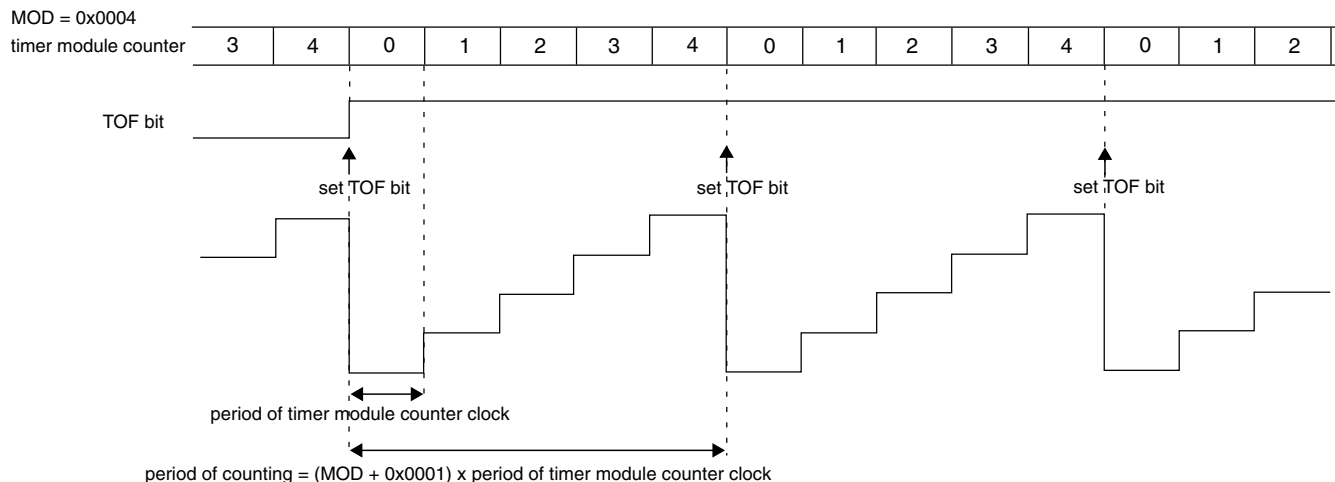 MOD = 0x0004
timer module counter 3 4 0 1 2 3 4 0 1 2 3 4 0 1 2
TOF bit
set TOF bit set TOF bit set TOF bit
period of timer module counter clock
period of counting = (MOD + 0x0001) x period of timer module counter clock